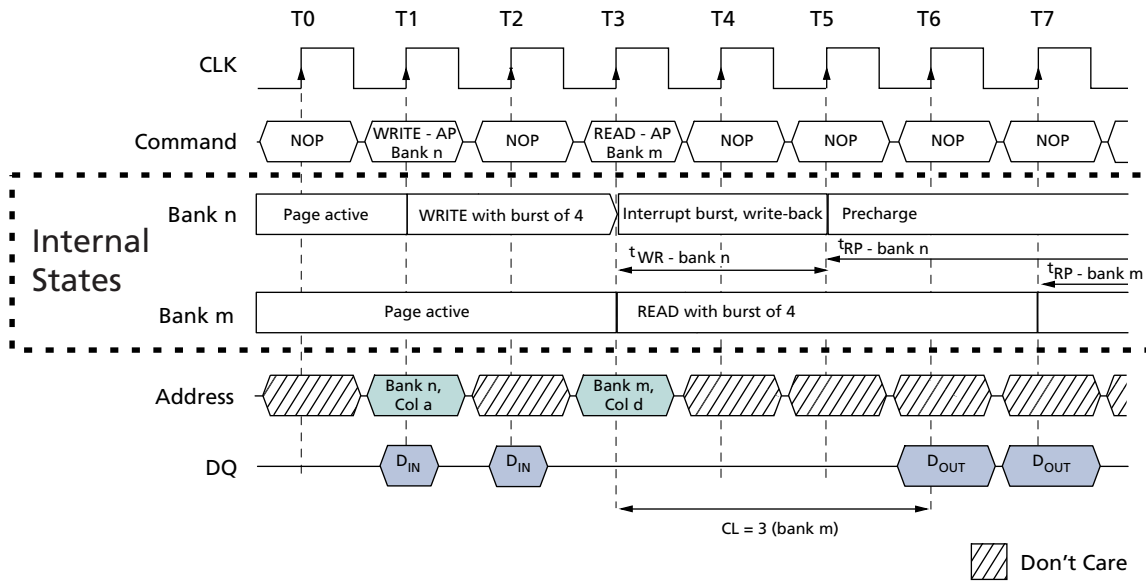 T0 T1 T2 T3 T4 T5 T6 T7
CLK
Command NOP WRITE - AP Bank n NOP READ - AP Bank m NOP NOP NOP NOP
Internal States
Bank n Page active WRITE with burst of 4 Interrupt burst, write-back Precharge
tWR - bank n tRP - bank n
tRP - bank m
Bank m Page active READ with burst of 4
Address Bank n, Col a Bank m, Col d
DQ DIN DIN DOUT DOUT
CL = 3 (bank m)
Don't Care